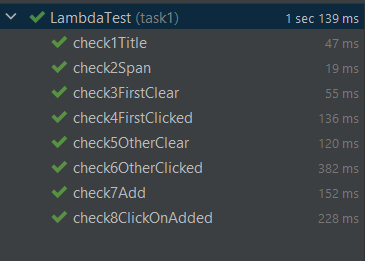 LambdaTest (task1) 1 sec 139 ms
check1Title 47 ms
check2Span 19 ms
check3FirstClear 55 ms
check4FirstClicked 136 ms
check5OtherClear 120 ms
check6OtherClicked 382 ms
check7Add 152 ms
check8ClickOnAdded 228 ms